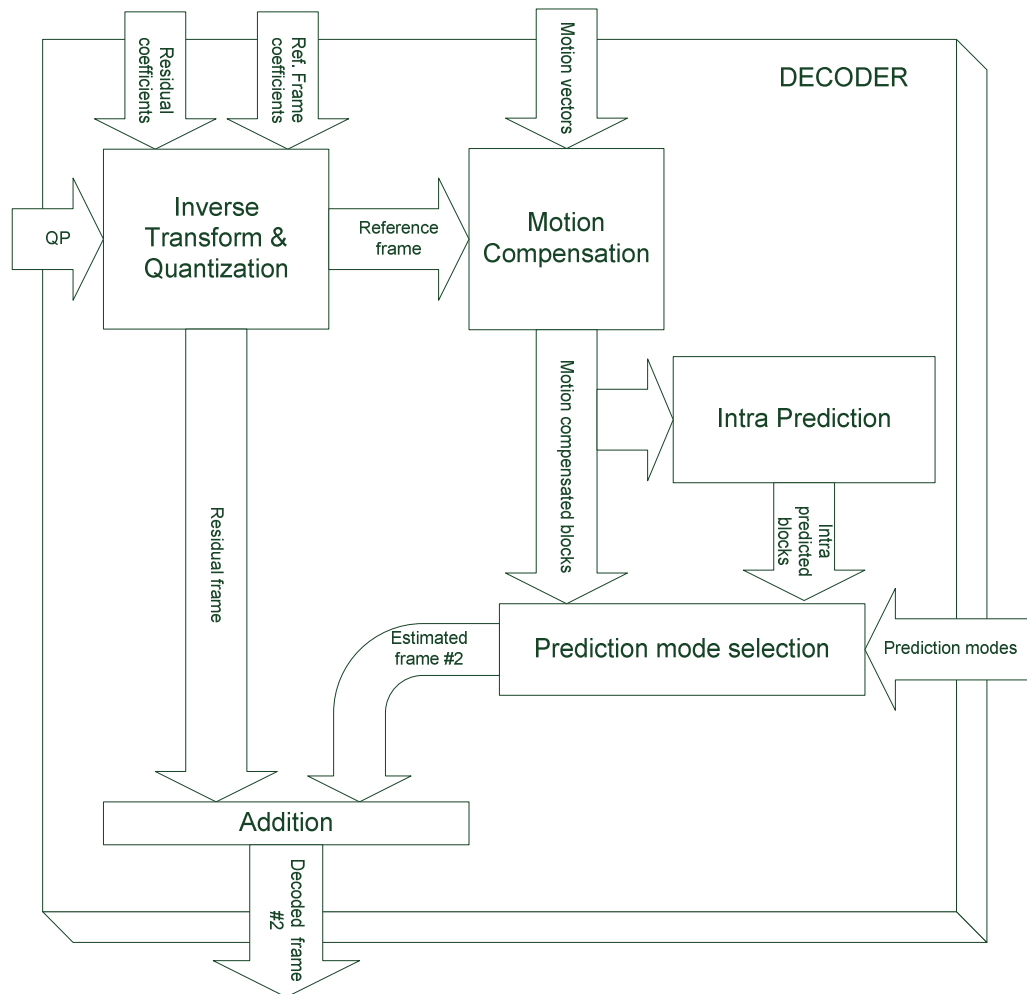 DECODER
Residual
coefficients
Ref. Frame
coefficients
Motion vectors
QP
Inverse
Transform &
Quantization
Reference
frame
Motion
Compensation
Motion compensated blocks
Intra Prediction
Intra
predicted
blocks
Residual frame
Estimated
frame #2
Prediction mode selection
Prediction modes
Addition
Decoded frame
#2